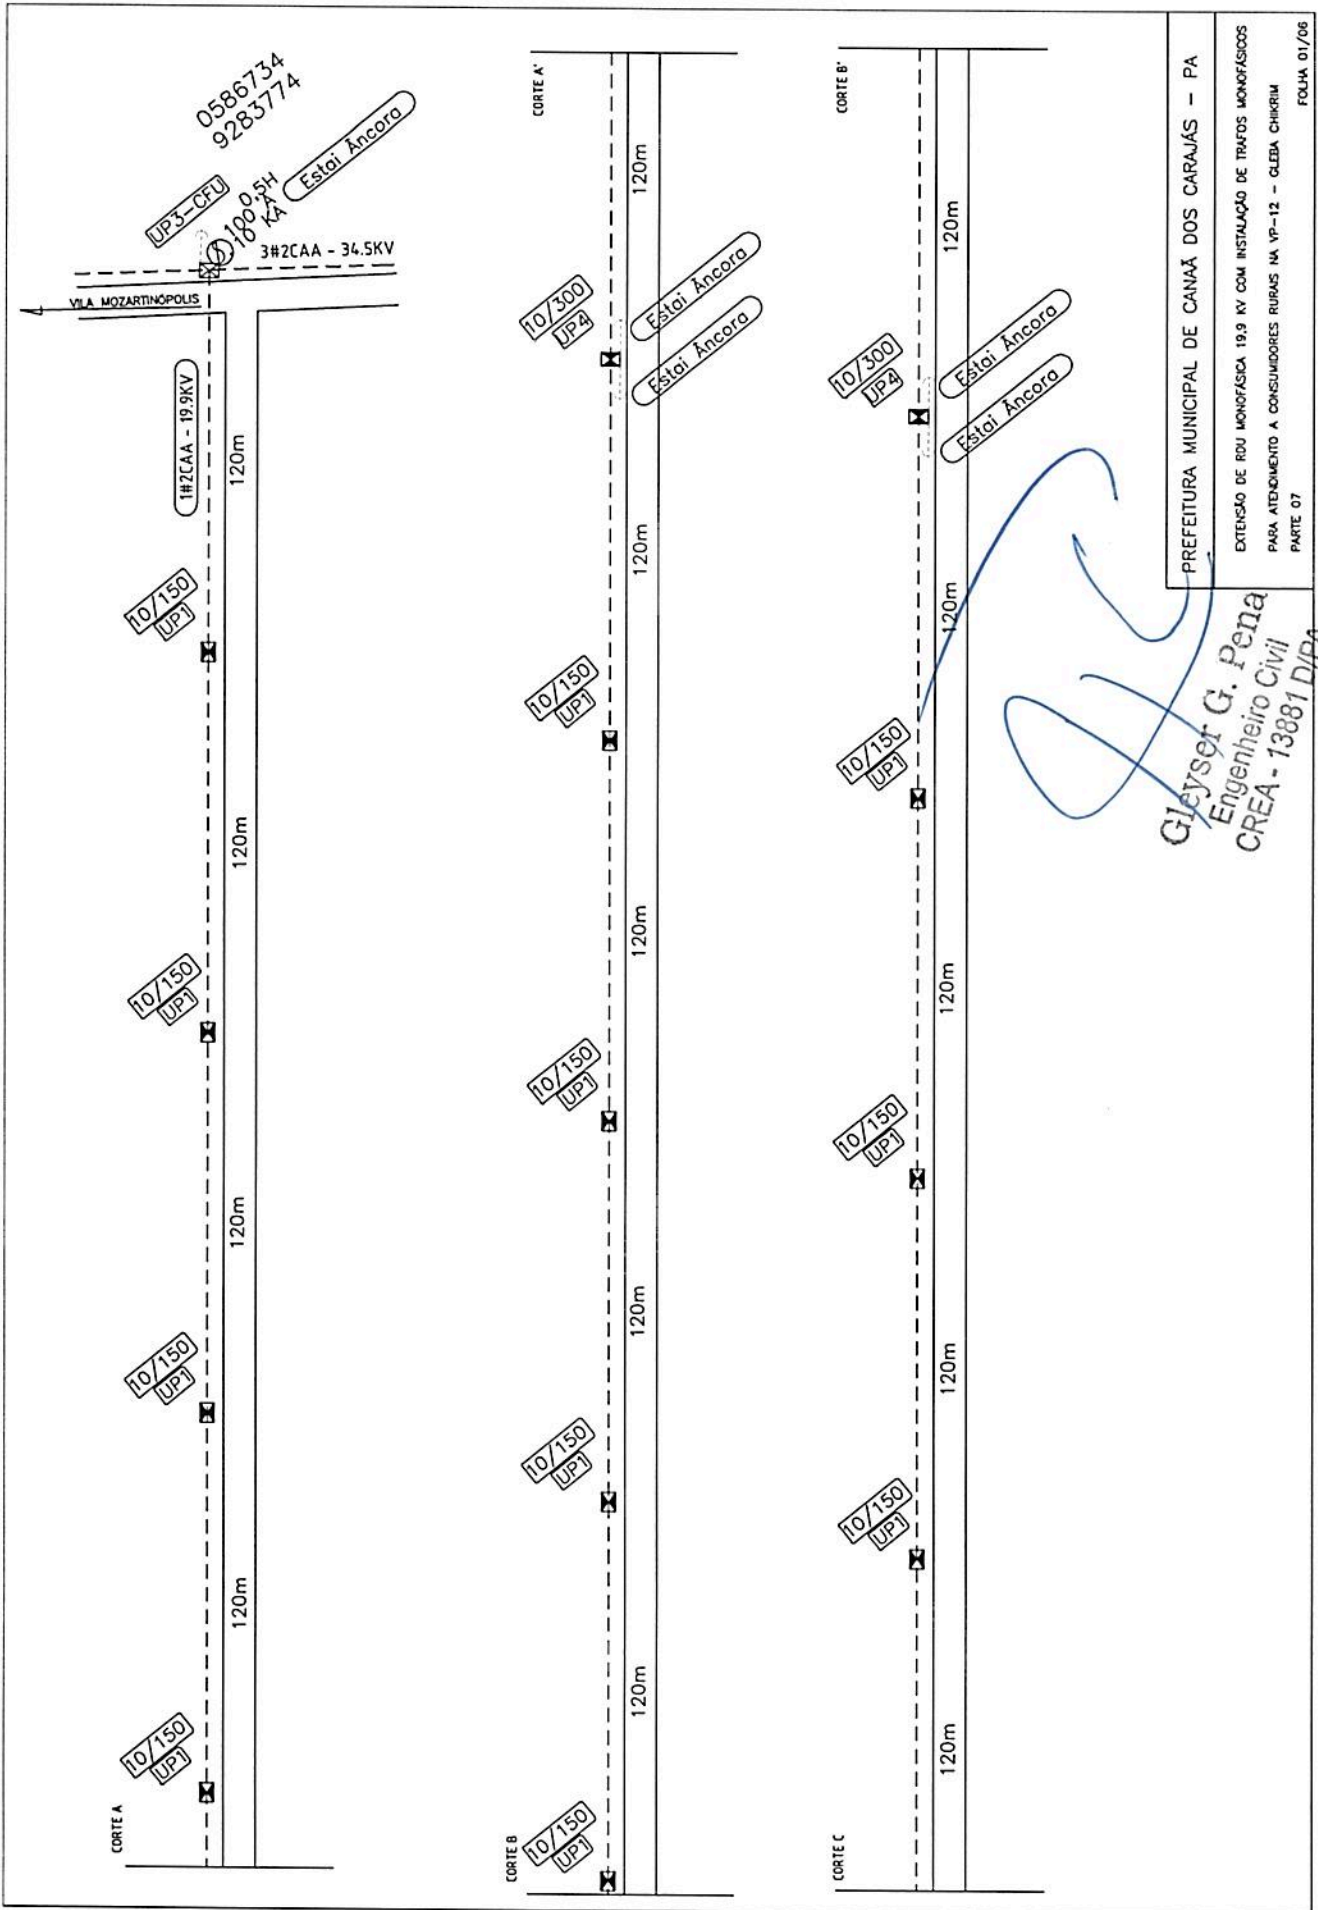 0586734
9283774
UP3-CFU
0,5H
100 A
10 KA
Estai Âncora
3#2CAA - 34.5KV
VILA MOZARTINÓPOLIS
1#2CAA - 19.9KV
120m
10/150
UP1
120m
10/150
UP1
120m
10/150
UP1
120m
10/150
UP1
CORTE A
CORTE A'
120m
10/300
UP4
Estai Âncora
Estai Âncora
120m
10/150
UP1
120m
10/150
UP1
120m
10/150
UP1
120m
10/150
UP1
CORTE B
CORTE B'
120m
10/300
UP4
Estai Âncora
Estai Âncora
120m
10/150
UP1
120m
10/150
UP1
120m
10/150
UP1
120m
CORTE C
PREFEITURA MUNICIPAL DE CANAÃ DOS CARAJÁS - PA
EXTENSÃO DE RDU MONOFÁSICA 19,9 KV COM INSTALAÇÃO DE TRAFOS MONOFÁSICOS
PARA ATENDIMENTO A CONSUMIDORES RURAIS NA VP-12 - GLEBA CHIKRIM
PARTE 07
FOLHA 01/06
Gleyser G. Pena
Engenheiro Civil
CREA - 13881 D/PA